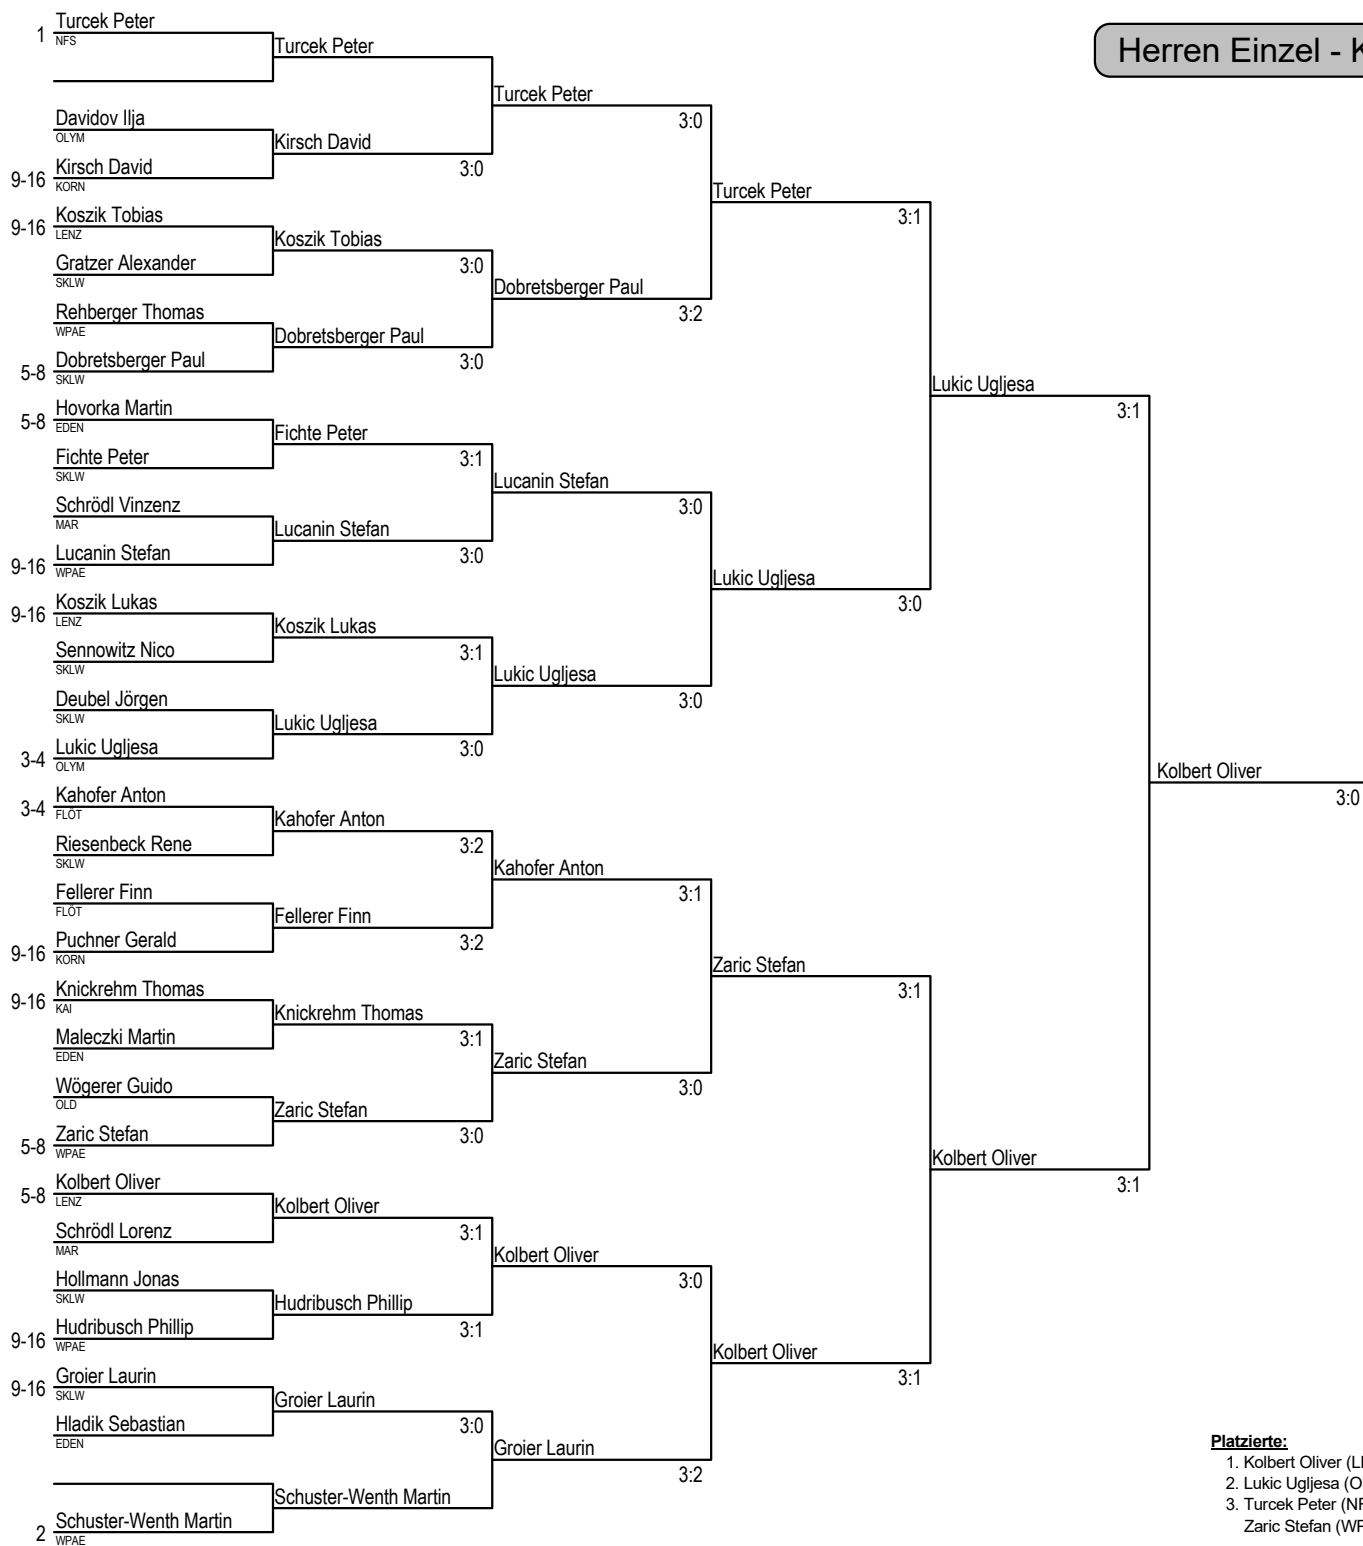 Herren Einzel - K
1 Turcek Peter
NFS
Davidov Ilja
OLYM
9-16 Kirsch David
KORN
9-16 Koszik Tobias
LENZ
Gratzer Alexander
SKLW
Rehberger Thomas
WPAE
5-8 Dobretsberger Paul
SKLW
5-8 Hovorka Martin
EDEN
Fichte Peter
SKLW
Schrödl Vinzenz
MAR
9-16 Lucanin Stefan
WPAE
9-16 Koszik Lukas
LENZ
Sennowitz Nico
SKLW
Deubel Jörgen
SKLW
3-4 Lukic Ugljesa
OLYM
3-4 Kahofer Anton
FLÖT
Riesenbeck Rene
SKLW
Fellerer Finn
FLÖT
9-16 Puchner Gerald
KORN
9-16 Knickrehm Thomas
KAI
Maleczki Martin
EDEN
Wögerer Guido
OLD
5-8 Zaric Stefan
WPAE
5-8 Kolbert Oliver
LENZ
Schrödl Lorenz
MAR
Hollmann Jonas
SKLW
9-16 Hudribusch Phillip
WPAE
9-16 Groier Laurin
SKLW
Hladik Sebastian
EDEN
2 Schuster-Wenth Martin
WPAE
Turcek Peter
Kirsch David
3:0
Koszik Tobias
3:0
Dobretsberger Paul
3:0
Fichte Peter
3:1
Lucanin Stefan
3:0
Koszik Lukas
3:1
Lukic Ugljesa
3:0
Kahofer Anton
3:2
Fellerer Finn
3:2
Knickrehm Thomas
3:1
Zaric Stefan
3:0
Kolbert Oliver
3:1
Hudribusch Phillip
3:1
Groier Laurin
3:0
Schuster-Wenth Martin
Turcek Peter
3:0
Dobretsberger Paul
3:2
Lucanin Stefan
3:0
Lukic Ugljesa
3:0
Kahofer Anton
3:1
Zaric Stefan
3:0
Kolbert Oliver
3:0
Groier Laurin
3:2
Turcek Peter
3:1
Lukic Ugljesa
3:0
Zaric Stefan
3:1
Kolbert Oliver
3:1
Lukic Ugljesa
3:1
Kolbert Oliver
3:1
Kolbert Oliver
3:0
Platzierte:
1. Kolbert Oliver (L
2. Lukic Ugljesa (O
3. Turcek Peter (NF
Zaric Stefan (WP